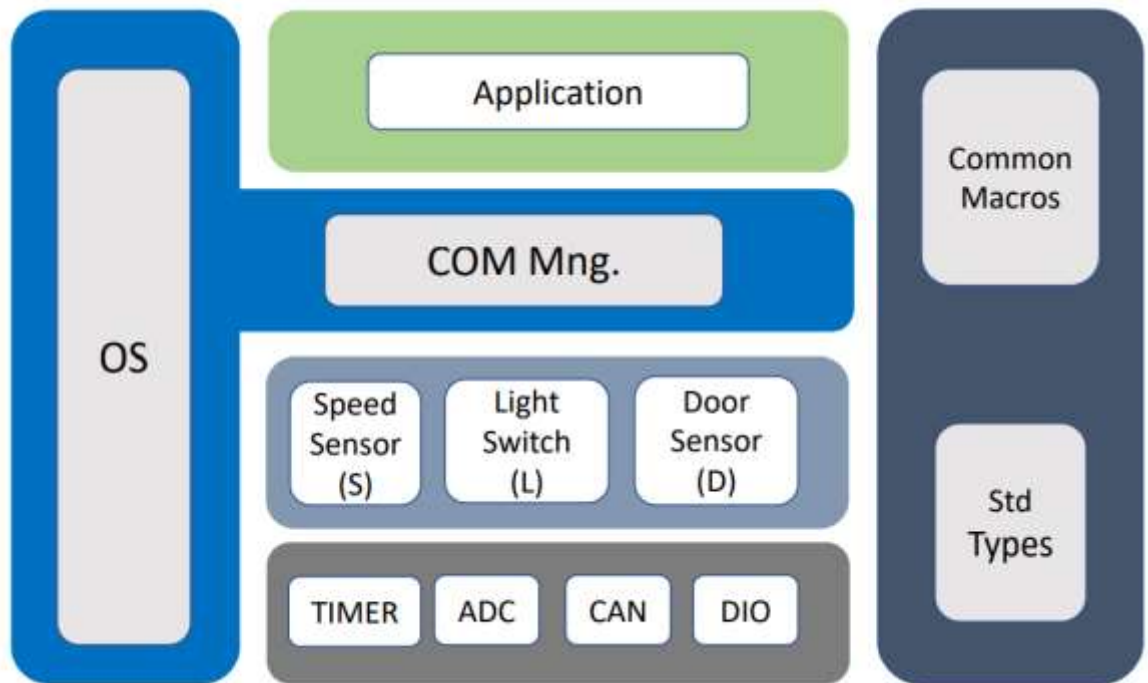 Application
Common
Macros
COM Mng.
OS
Speed
Sensor
(S)
Light
Switch
(L)
Door
Sensor
(D)
Std
Types
TIMER
ADC
CAN
DIO